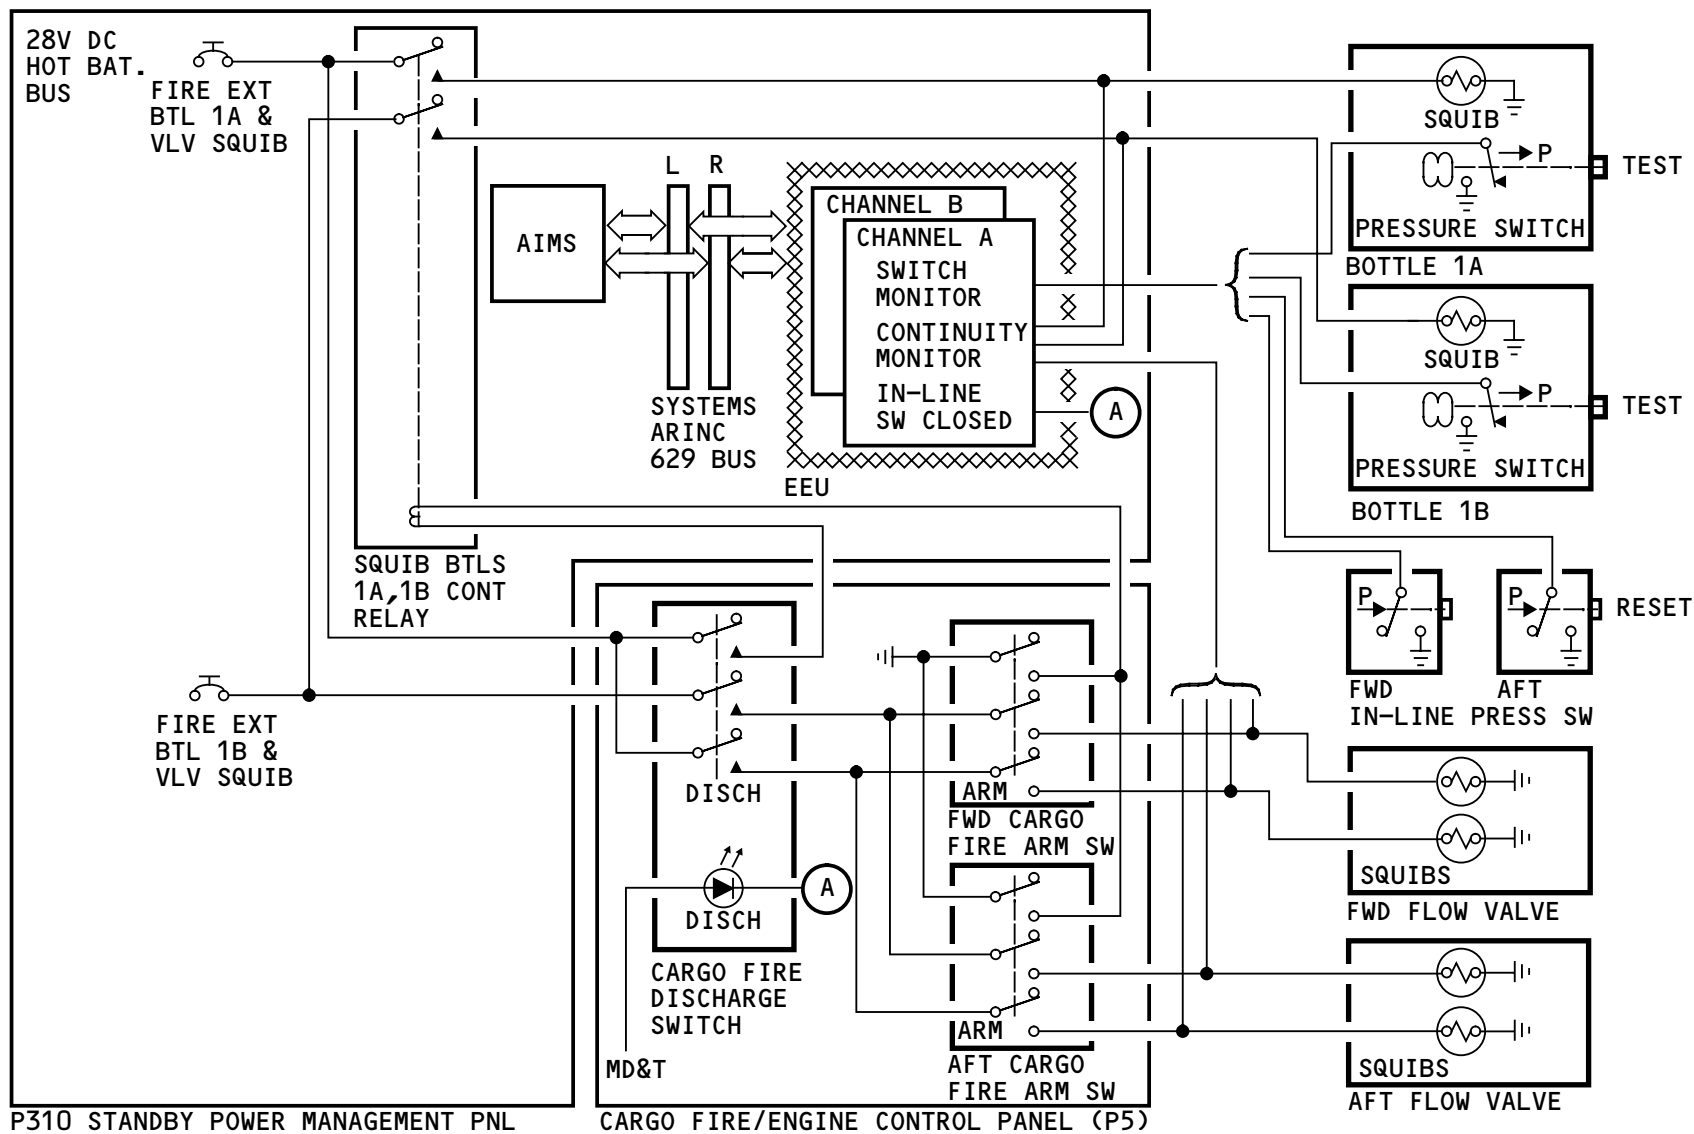 28V DC
HOT BAT.
BUS
FIRE EXT
BTL 1A &
VLV SQUIB
SQUIB BTLS
1A,1B CONT
RELAY
FIRE EXT
BTL 1B &
VLV SQUIB
P310 STANDBY POWER MANAGEMENT PNL
AIMS
L R
SYSTEMS
ARINC
629 BUS
CHANNEL B
CHANNEL A
SWITCH
MONITOR
CONTINUITY
MONITOR
IN-LINE
SW CLOSED
EEU
A
DISCH
A
DISCH
CARGO FIRE
DISCHARGE
SWITCH
MD&T
ARM
FWD CARGO
FIRE ARM SW
ARM
AFT CARGO
FIRE ARM SW
CARGO FIRE/ENGINE CONTROL PANEL (P5)
SQUIB
P
TEST
PRESSURE SWITCH
BOTTLE 1A
SQUIB
P
TEST
PRESSURE SWITCH
BOTTLE 1B
P P RESET
FWD AFT
IN-LINE PRESS SW
SQUIBS
FWD FLOW VALVE
SQUIBS
AFT FLOW VALVE